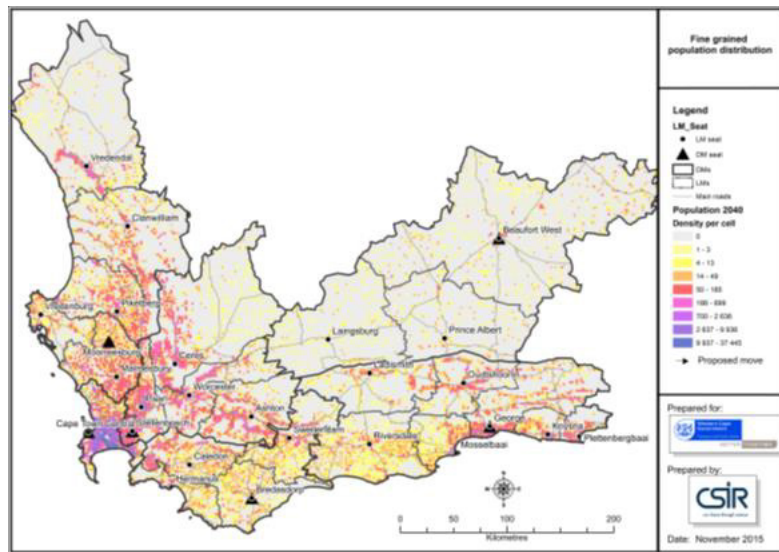 Fine grained
population distribution
Legend
LM_Seat
LM seat
DM seat
DMs
LMs
Main roads
Population 2040
Density per cell
0
1 - 3
4 - 13
14 - 49
50 - 185
186 - 699
700 - 2 636
2 637 - 9 936
9 937 - 37 445
Proposed move
Prepared for:
Prepared by:
CSIR
Date: November 2015
Vredendal
Clanwilliam
Beaufort West
Vredenburg
Piketberg
Moorreesburg
Laingsburg
Prince Albert
Malmesbury
Ceres
Ladismith
Oudtshoorn
Paarl
Worcester
Ashton
George
Cape Town
Stellenbosch
Swellendam
Riversdale
Knysna
Mosselbaai
Plettenbergbaai
Caledon
Hermanus
Bredasdorp
0 50 100 200
Kilometres